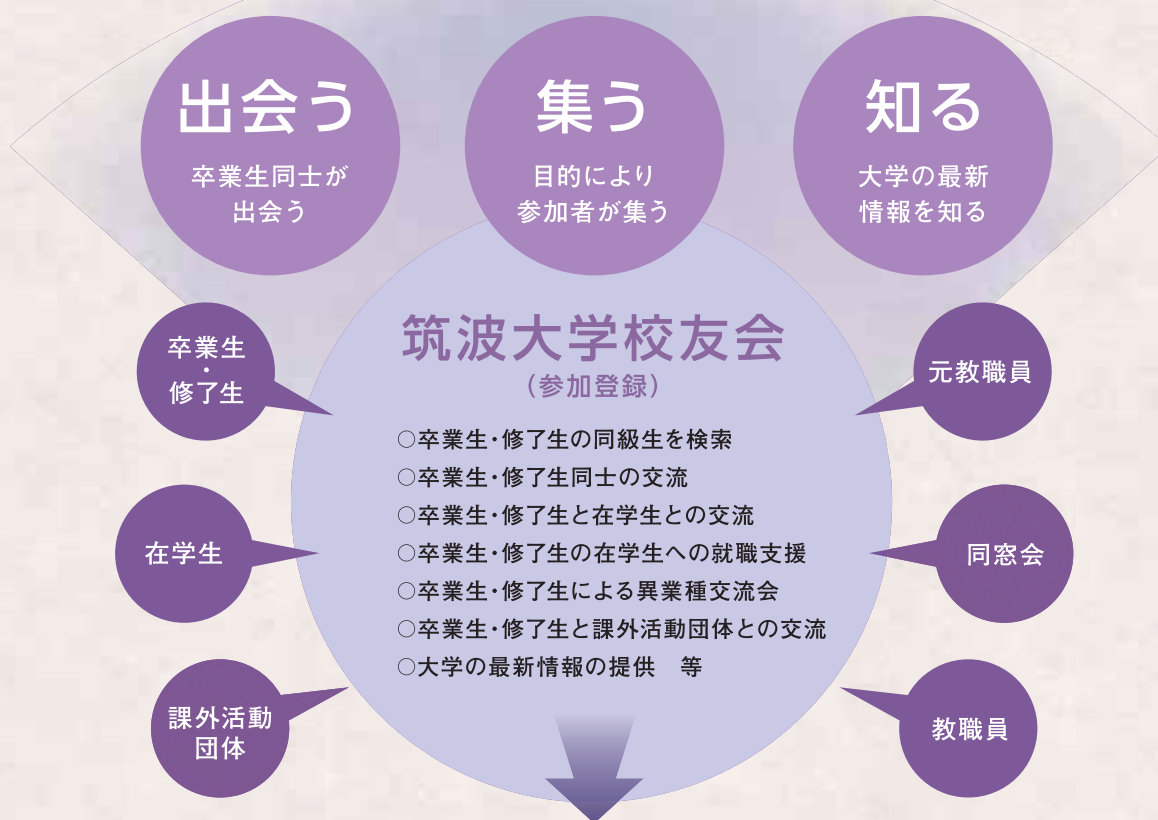 出会う
卒業生同士が
出会う
集う
目的により
参加者が集う
知る
大学の最新
情報を知る
筑波大学校友会
（参加登録）
卒業生
・
修了生
在学生
課外活動
団体
○卒業生・修了生の同級生を検索
○卒業生・修了生同士の交流
○卒業生・修了生と在学生との交流
○卒業生・修了生の在学生への就職支援
○卒業生・修了生による異業種交流会
○卒業生・修了生と課外活動団体との交流
○大学の最新情報の提供　等
元教職員
同窓会
教職員